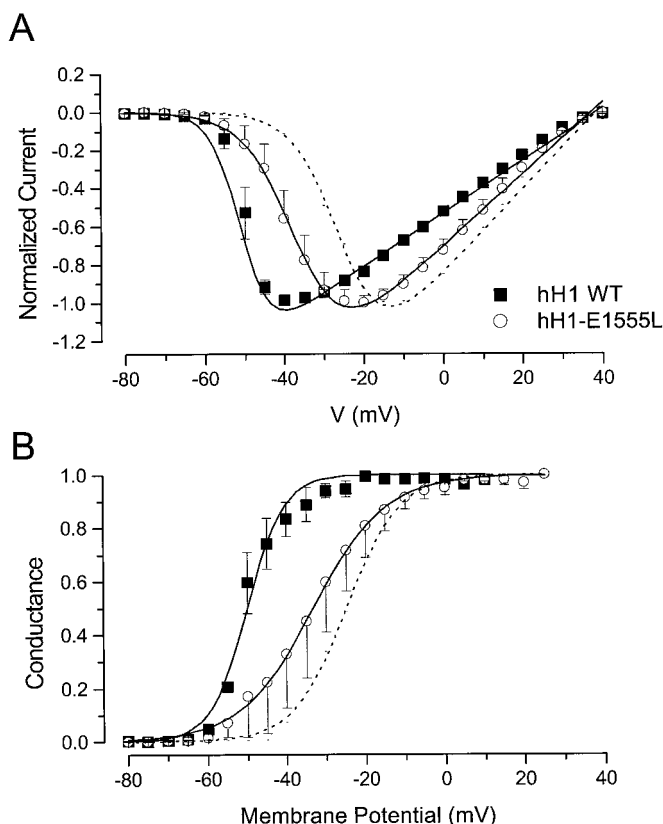 A
0.2
0.0
-0.2
-0.4
-0.6
-0.8
-1.0
-1.2
Normalized Current
hH1 WT
hH1-E1555L
-80 -60 -40 -20 0 20 40
V (mV)
B
1.0
0.8
0.6
0.4
0.2
0.0
Conductance
-80 -60 -40 -20 0 20 40
Membrane Potential (mV)